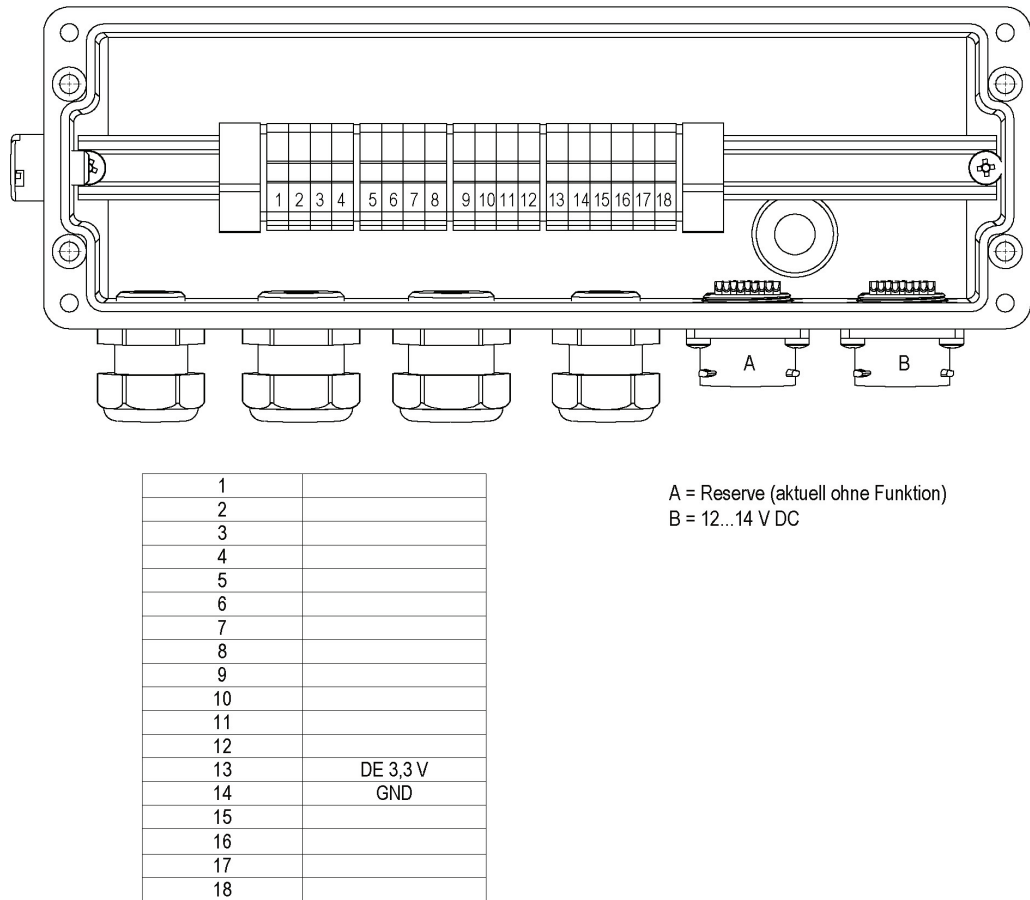 1 2 3 4 5 6 7 8 9 10 11 12 13 14 15 16 17 18
A B
1
2
3
4
5
6
7
8
9
10
11
12
13 DE 3,3 V
14 GND
15
16
17
18
A = Reserve (aktuell ohne Funktion)
B = 12...14 V DC